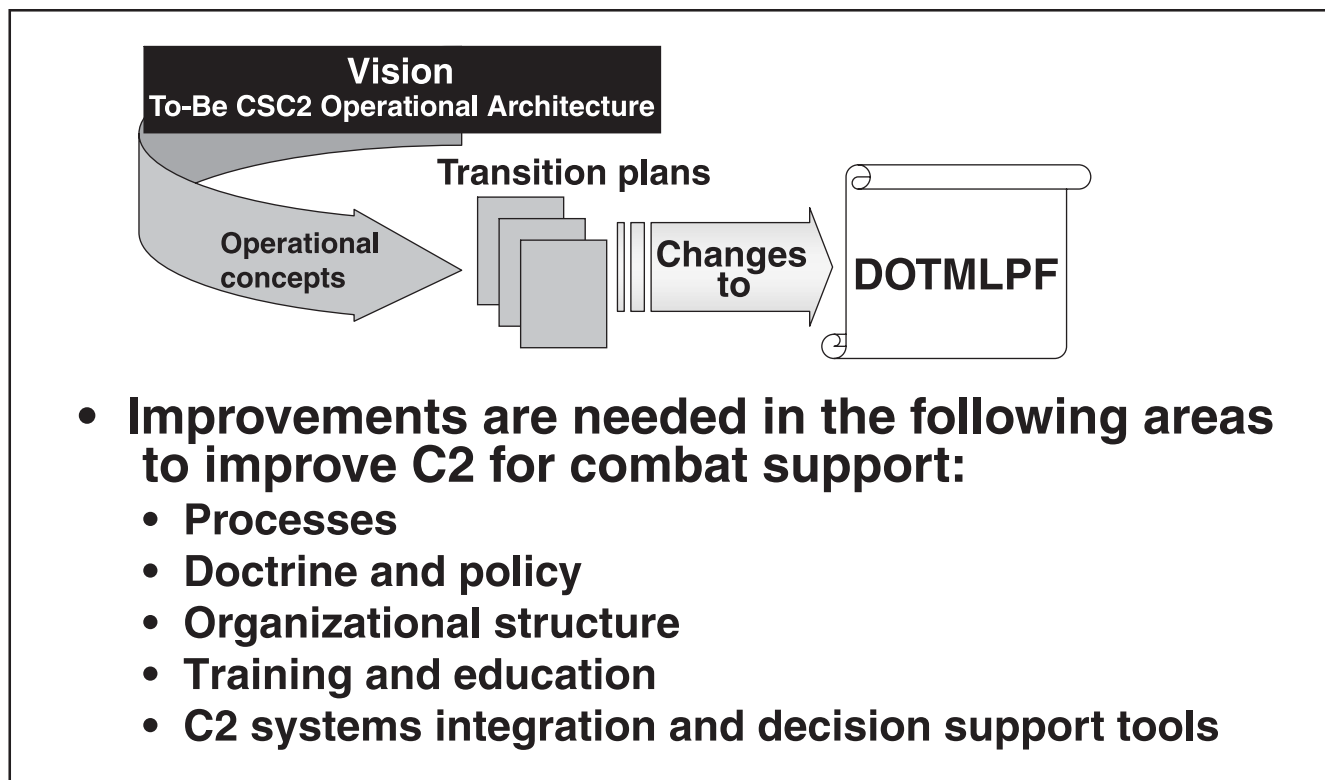 Vision
To-Be CSC2 Operational Architecture
Transition plans
Operational
concepts
Changes
to
DOTMLPF
• Improvements are needed in the following areas
to improve C2 for combat support:
• Processes
• Doctrine and policy
• Organizational structure
• Training and education
• C2 systems integration and decision support tools